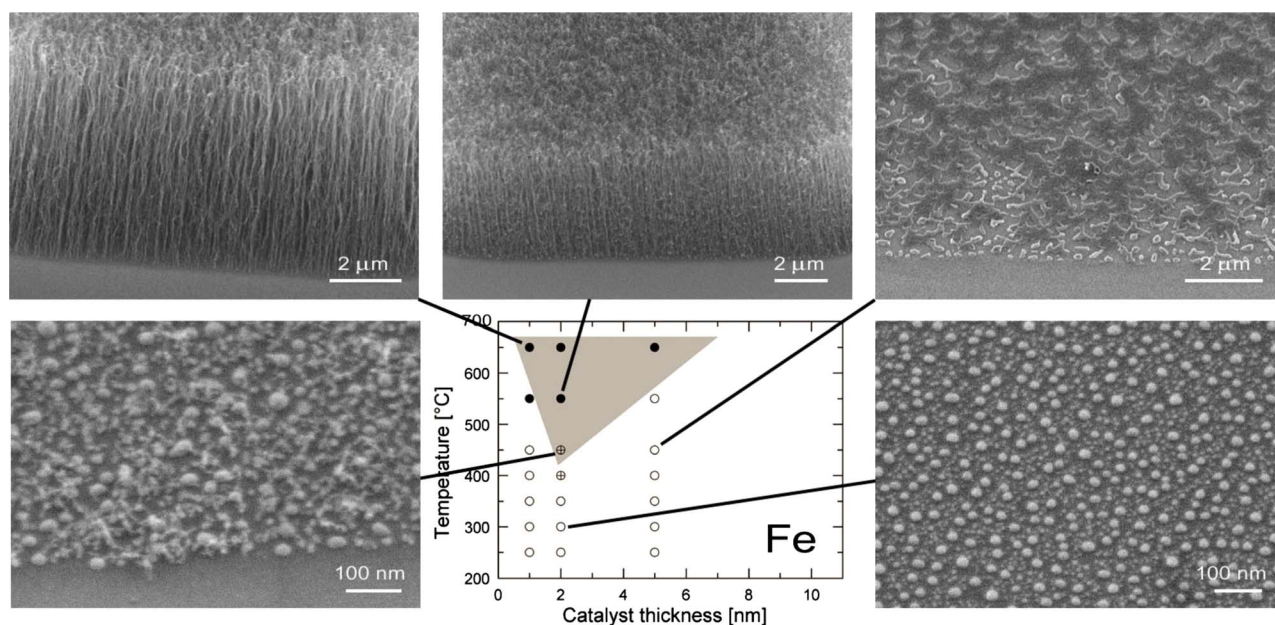 2 μm
2 μm
2 μm
100 nm
700
600
500
400
300
200
Temperature [°C]
Fe
0
2
4
6
8
10
Catalyst thickness [nm]
100 nm